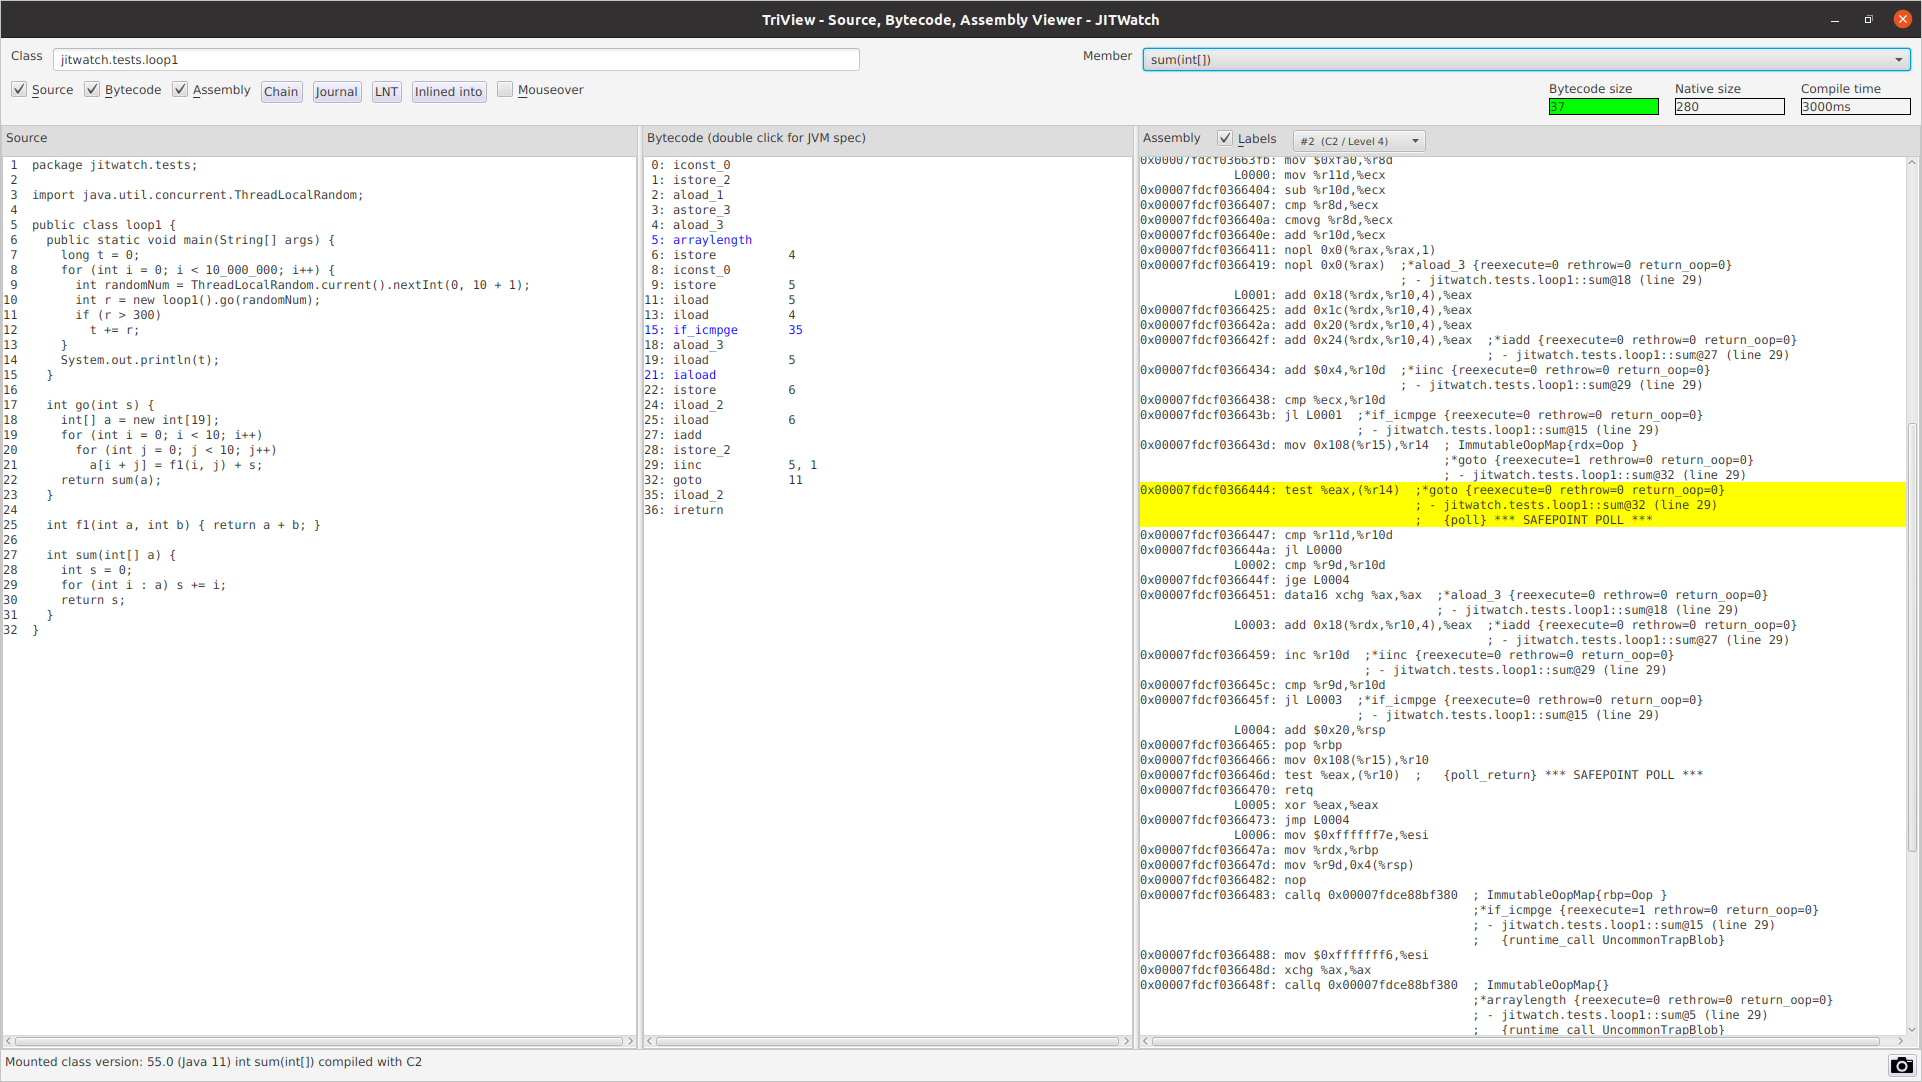 TriView - Source, Bytecode, Assembly Viewer - JITWatch
Class jitwatch.tests.loop1 Member sum(int[])
Source Bytecode Assembly Chain Journal LNT Inlined into Mouseover
Bytecode size Native size Compile time
37 280 3000ms
Source
1 package jitwatch.tests;
2
3 import java.util.concurrent.ThreadLocalRandom;
4
5 public class loop1 {
6   public static void main(String[] args) {
7     long t = 0;
8     for (int i = 0; i < 10_000_000; i++) {
9       int randomNum = ThreadLocalRandom.current().nextInt(0, 10 + 1);
10       int r = new loop1().go(randomNum);
11       if (r > 300)
12         t += r;
13     }
14     System.out.println(t);
15   }
16
17   int go(int s) {
18     int[] a = new int[19];
19     for (int i = 0; i < 10; i++)
20       for (int j = 0; j < 10; j++)
21         a[i + j] = f1(i, j) + s;
22     return sum(a);
23   }
24
25   int f1(int a, int b) { return a + b; }
26
27   int sum(int[] a) {
28     int s = 0;
29     for (int i : a) s += i;
30     return s;
31   }
32 }
Bytecode (double click for JVM spec)
0: iconst_0
1: istore_2
2: aload_1
3: astore_3
4: aload_3
5: arraylength
6: istore 4
8: iconst_0
9: istore 5
11: iload 5
13: iload 4
15: if_icmpge 35
18: aload_3
19: iload 5
21: iaload
22: istore 6
24: iload_2
25: iload 6
27: iadd
28: istore_2
29: iinc 5, 1
32: goto 11
35: iload_2
36: ireturn
Assembly Labels #2 (C2 / Level 4)
0x00007fdcf03663fb: mov $0xfa0,%r8d
L0000: mov %r11d,%ecx
0x00007fdcf0366404: sub %r10d,%ecx
0x00007fdcf0366407: cmp %r8d,%ecx
0x00007fdcf036640a: cmovg %r8d,%ecx
0x00007fdcf036640e: add %r10d,%ecx
0x00007fdcf0366411: nopl 0x0(%rax,%rax,1)
0x00007fdcf0366419: nopl 0x0(%rax)  ;*aload_3 {reexecute=0 rethrow=0 return_oop=0}
; - jitwatch.tests.loop1::sum@18 (line 29)
L0001: add 0x18(%rdx,%r10,4),%eax
0x00007fdcf0366425: add 0x1c(%rdx,%r10,4),%eax
0x00007fdcf036642a: add 0x20(%rdx,%r10,4),%eax
0x00007fdcf036642f: add 0x24(%rdx,%r10,4),%eax  ;*iadd {reexecute=0 rethrow=0 return_oop=0}
; - jitwatch.tests.loop1::sum@27 (line 29)
0x00007fdcf0366434: add $0x4,%r10d  ;*iinc {reexecute=0 rethrow=0 return_oop=0}
; - jitwatch.tests.loop1::sum@29 (line 29)
0x00007fdcf0366438: cmp %ecx,%r10d
0x00007fdcf036643b: jl L0001  ;*if_icmpge {reexecute=0 rethrow=0 return_oop=0}
; - jitwatch.tests.loop1::sum@15 (line 29)
0x00007fdcf036643d: mov 0x108(%r15),%r14  ; ImmutableOopMap{rdx=Oop }
;*goto {reexecute=1 rethrow=0 return_oop=0}
; - jitwatch.tests.loop1::sum@32 (line 29)
0x00007fdcf0366444: test %eax,(%r14)  ;*goto {reexecute=0 rethrow=0 return_oop=0}
; - jitwatch.tests.loop1::sum@32 (line 29)
;   {poll} *** SAFEPOINT POLL ***
0x00007fdcf0366447: cmp %r11d,%r10d
0x00007fdcf036644a: jl L0000
L0002: cmp %r9d,%r10d
0x00007fdcf036644f: jge L0004
0x00007fdcf0366451: data16 xchg %ax,%ax  ;*aload_3 {reexecute=0 rethrow=0 return_oop=0}
; - jitwatch.tests.loop1::sum@18 (line 29)
L0003: add 0x18(%rdx,%r10,4),%eax  ;*iadd {reexecute=0 rethrow=0 return_oop=0}
; - jitwatch.tests.loop1::sum@27 (line 29)
0x00007fdcf0366459: inc %r10d  ;*iinc {reexecute=0 rethrow=0 return_oop=0}
; - jitwatch.tests.loop1::sum@29 (line 29)
0x00007fdcf036645c: cmp %r9d,%r10d
0x00007fdcf036645f: jl L0003  ;*if_icmpge {reexecute=0 rethrow=0 return_oop=0}
; - jitwatch.tests.loop1::sum@15 (line 29)
L0004: add $0x20,%rsp
0x00007fdcf0366465: pop %rbp
0x00007fdcf0366466: mov 0x108(%r15),%r10
0x00007fdcf036646d: test %eax,(%r10)  ;   {poll_return} *** SAFEPOINT POLL ***
0x00007fdcf0366470: retq
L0005: xor %eax,%eax
0x00007fdcf0366473: jmp L0004
L0006: mov $0xffffff7e,%esi
0x00007fdcf036647a: mov %rdx,%rbp
0x00007fdcf036647d: mov %r9d,0x4(%rsp)
0x00007fdcf0366482: nop
0x00007fdcf0366483: callq 0x00007fdce88bf380  ; ImmutableOopMap{rbp=Oop }
;*if_icmpge {reexecute=1 rethrow=0 return_oop=0}
; - jitwatch.tests.loop1::sum@15 (line 29)
;   {runtime_call UncommonTrapBlob}
0x00007fdcf0366488: mov $0xfffffff6,%esi
0x00007fdcf036648d: xchg %ax,%ax
0x00007fdcf036648f: callq 0x00007fdce88bf380  ; ImmutableOopMap{}
;*arraylength {reexecute=0 rethrow=0 return_oop=0}
; - jitwatch.tests.loop1::sum@5 (line 29)
;   {runtime_call UncommonTrapBlob}
Mounted class version: 55.0 (Java 11) int sum(int[]) compiled with C2